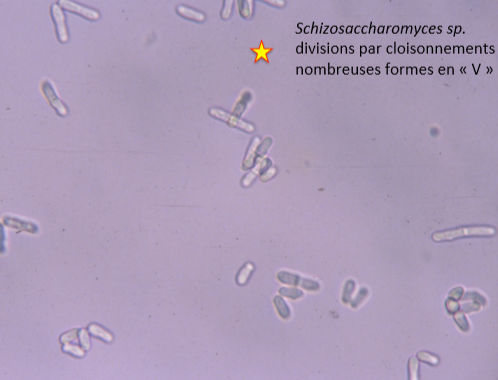 Schizosaccharomyces sp.
divisions par cloisonnements
nombreuses formes en « V »